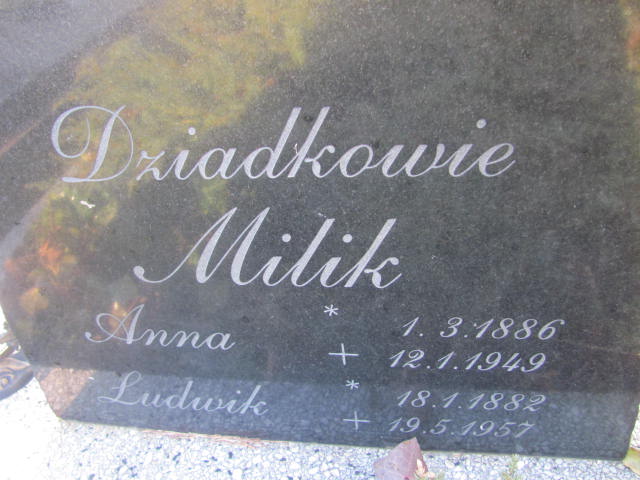 Dziadkowie
Milik
Anna * 1. 3. 1886
+ 12. 1. 1949
Ludwik * 18. 1. 1882
+ 19. 5. 1957